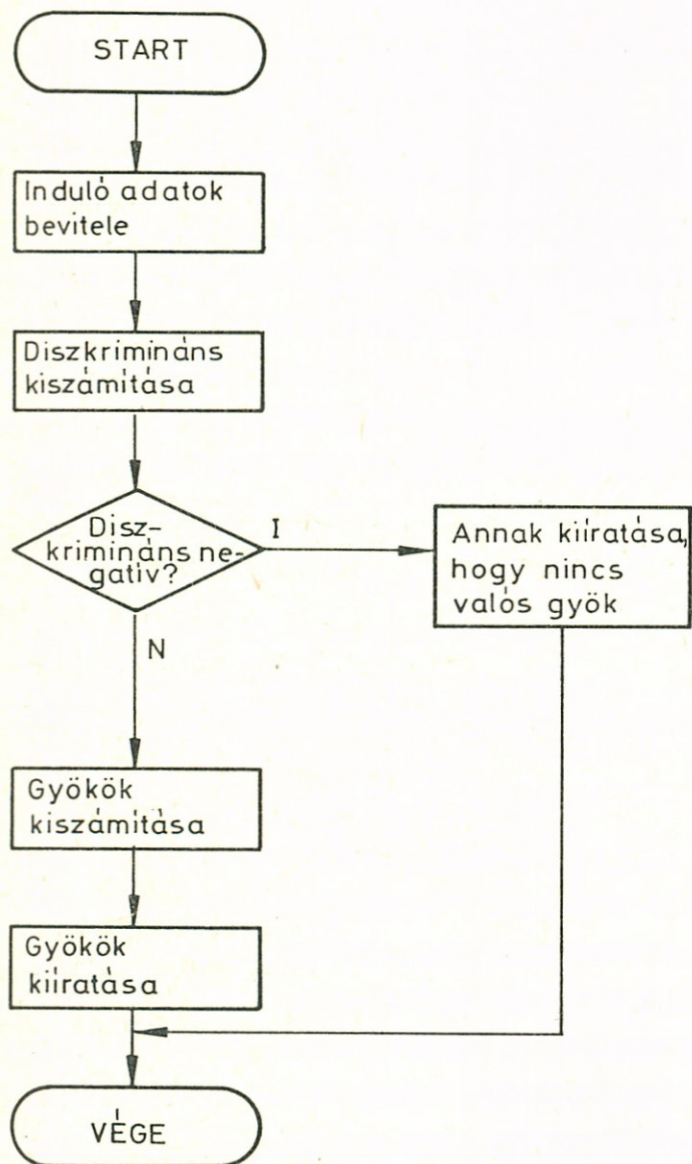 START
Induló adatok
bevitele
Diszkrimináns
kiszámítása
Disz-
krimináns ne-
gatív?
I
Annak kiíratása,
hogy nincs
valós gyök
N
Gyökök
kiszámítása
Gyökök
kiíratása
VÉGE